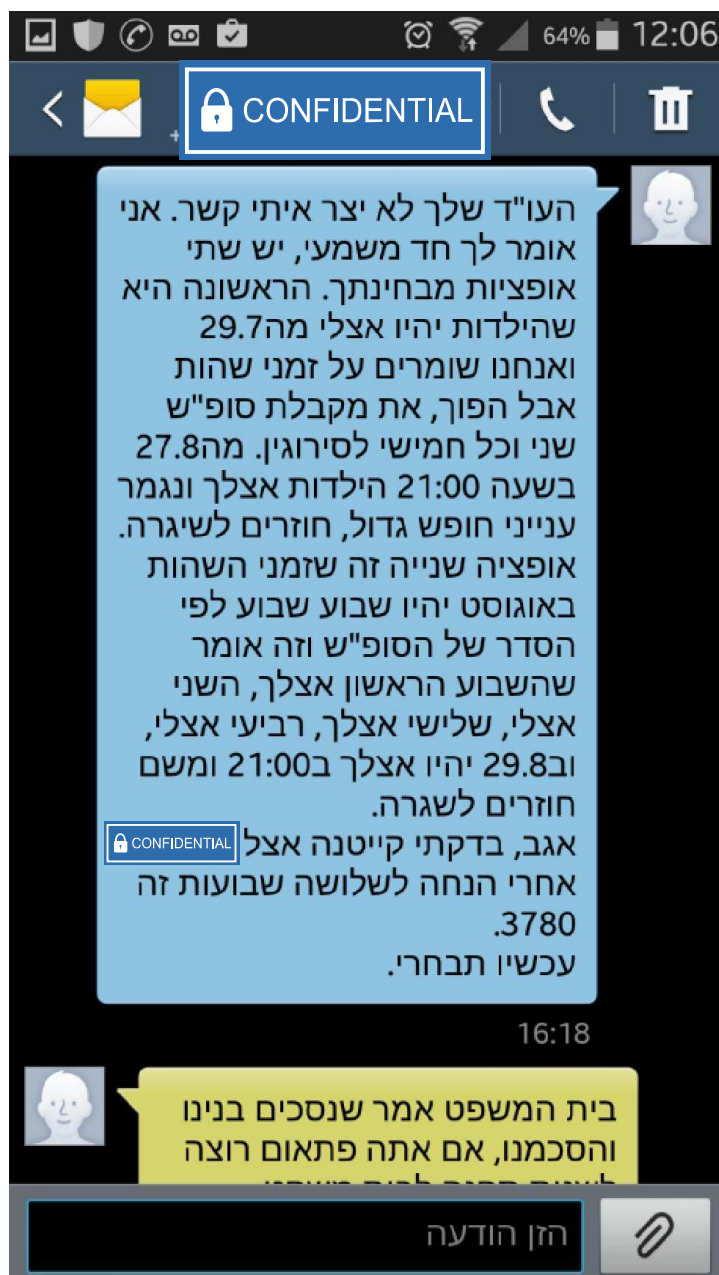 64% 12:06
CONFIDENTIAL
העו"ד שלך לא יצר איתי קשר. אני
אומר לך חד משמעי, יש שתי
אופציות מבחינתך. הראשונה היא
שהילדות יהיו אצלי מה29.7
ואנחנו שומרים על זמני שהות
אבל הפוך, את מקבלת סופ"ש
שני וכל חמישי לסירוגין. מה27.8
בשעה 21:00 הילדות אצלך ונגמר
ענייני חופש גדול, חוזרים לשיגרה.
אופציה שנייה זה שזמני השהות
באוגוסט יהיו שבוע שבוע לפי
הסדר של הסופ"ש וזה אומר
שהשבוע הראשון אצלך, השני
אצלי, שלישי אצלך, רביעי אצלי,
וב29.8 יהיו אצלך ב21:00 ומשם
חוזרים לשגרה.
אגב, בדקתי קייטנה אצל CONFIDENTIAL
אחרי הנחה לשלושה שבועות זה
3780.
עכשיו תבחרי.
16:18
בית המשפט אמר שנסכים בנינו
והסכמנו, אם אתה פתאום רוצה
הזן הודעה